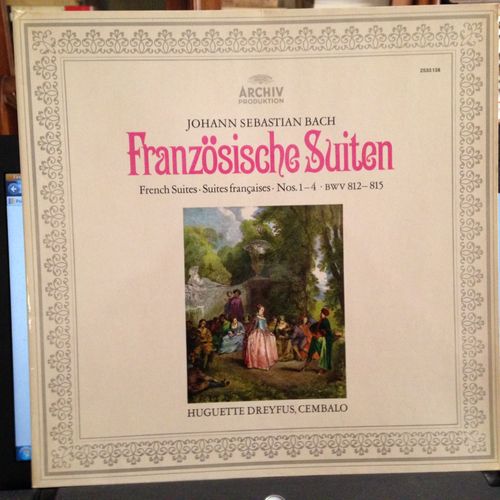 ARCHIV
PRODUKTION
2533 138
JOHANN SEBASTIAN BACH
Französische Suiten
French Suites · Suites françaises · Nos. 1–4 · BWV 812–815
HUGUETTE DREYFUS, CEMBALO